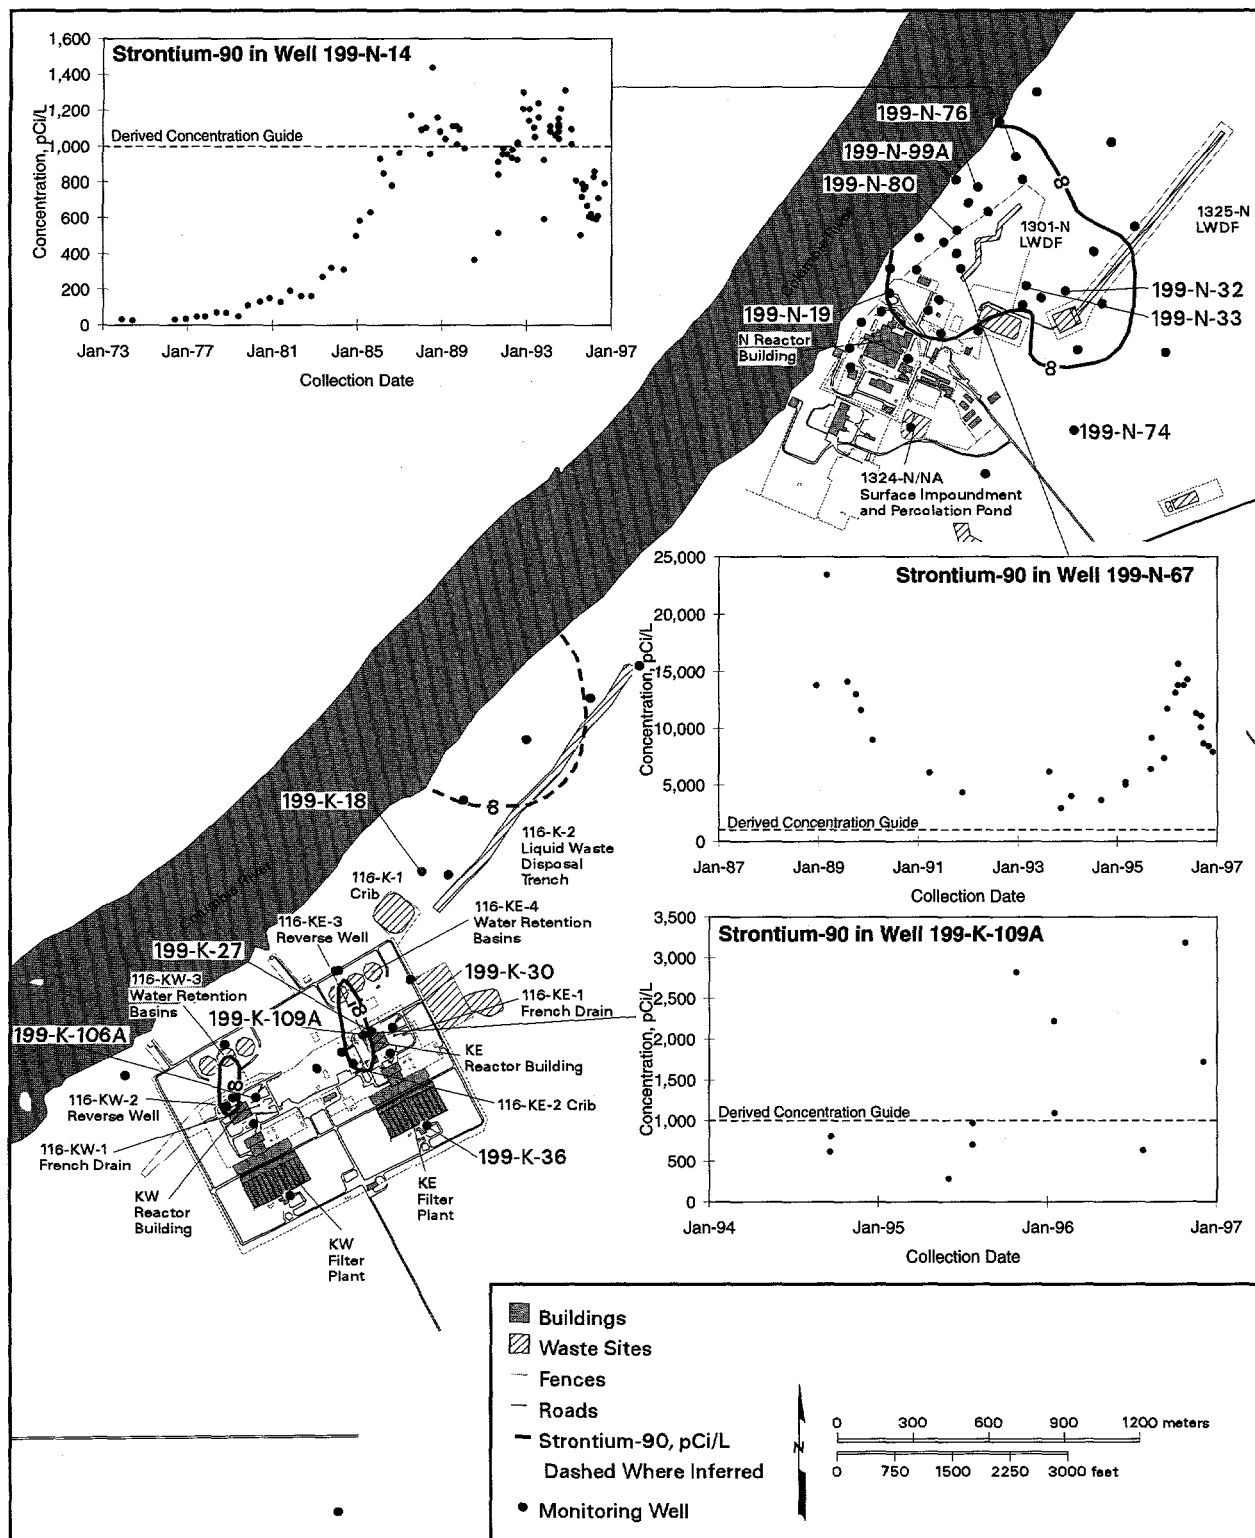 Strontium-90 in Well 199-N-14
1,600
1,400
1,200
1,000
800
600
400
200
0
Concentration, pCi/L
Derived Concentration Guide
Jan-73
Jan-77
Jan-81
Jan-85
Jan-89
Jan-93
Jan-97
Collection Date
199-N-76
199-N-99A
199-N-80
8
1325-N
LWDF
1301-N
LWDF
Columbia River
199-N-32
199-N-33
199-N-19
N Reactor
Building
8
199-N-74
1324-N/NA
Surface Impoundment
and Percolation Pond
Strontium-90 in Well 199-N-67
25,000
20,000
15,000
10,000
5,000
0
Concentration, pCi/L
Derived Concentration Guide
Jan-87
Jan-89
Jan-91
Jan-93
Jan-95
Jan-97
Collection Date
8
199-K-18
116-K-2
Liquid Waste
Disposal
Trench
116-K-1
Crib
Columbia River
116-KE-3
Reverse Well
116-KE-4
Water Retention
Basins
199-K-27
199-K-30
116-KW-3
Water Retention
Basins
8
116-KE-1
French Drain
199-K-109A
199-K-106A
KE
Reactor Building
8
116-KW-2
Reverse Well
116-KE-2 Crib
116-KW-1
French Drain
199-K-36
KW
Reactor
Building
KE
Filter
Plant
KW
Filter
Plant
Strontium-90 in Well 199-K-109A
3,500
3,000
2,500
2,000
1,500
1,000
500
0
Concentration, pCi/L
Derived Concentration Guide
Jan-94
Jan-95
Jan-96
Jan-97
Collection Date
Buildings
Waste Sites
Fences
Roads
Strontium-90, pCi/L
Dashed Where Inferred
Monitoring Well
N
0 300 600 900 1200 meters
0 750 1500 2250 3000 feet